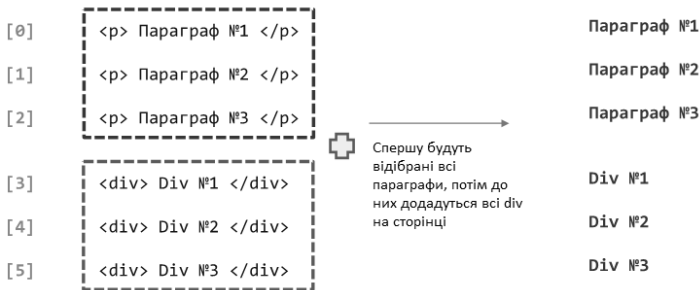 [0] <p> Параграф №1 </p> Параграф №1
[1] <p> Параграф №2 </p> Параграф №2
[2] <p> Параграф №3 </p> Параграф №3
Спершу будуть
відібрані всі
параграфи, потім до
них додадуться всі div
на сторінці
[3] <div> Div №1 </div> Div №1
[4] <div> Div №2 </div> Div №2
[5] <div> Div №3 </div> Div №3